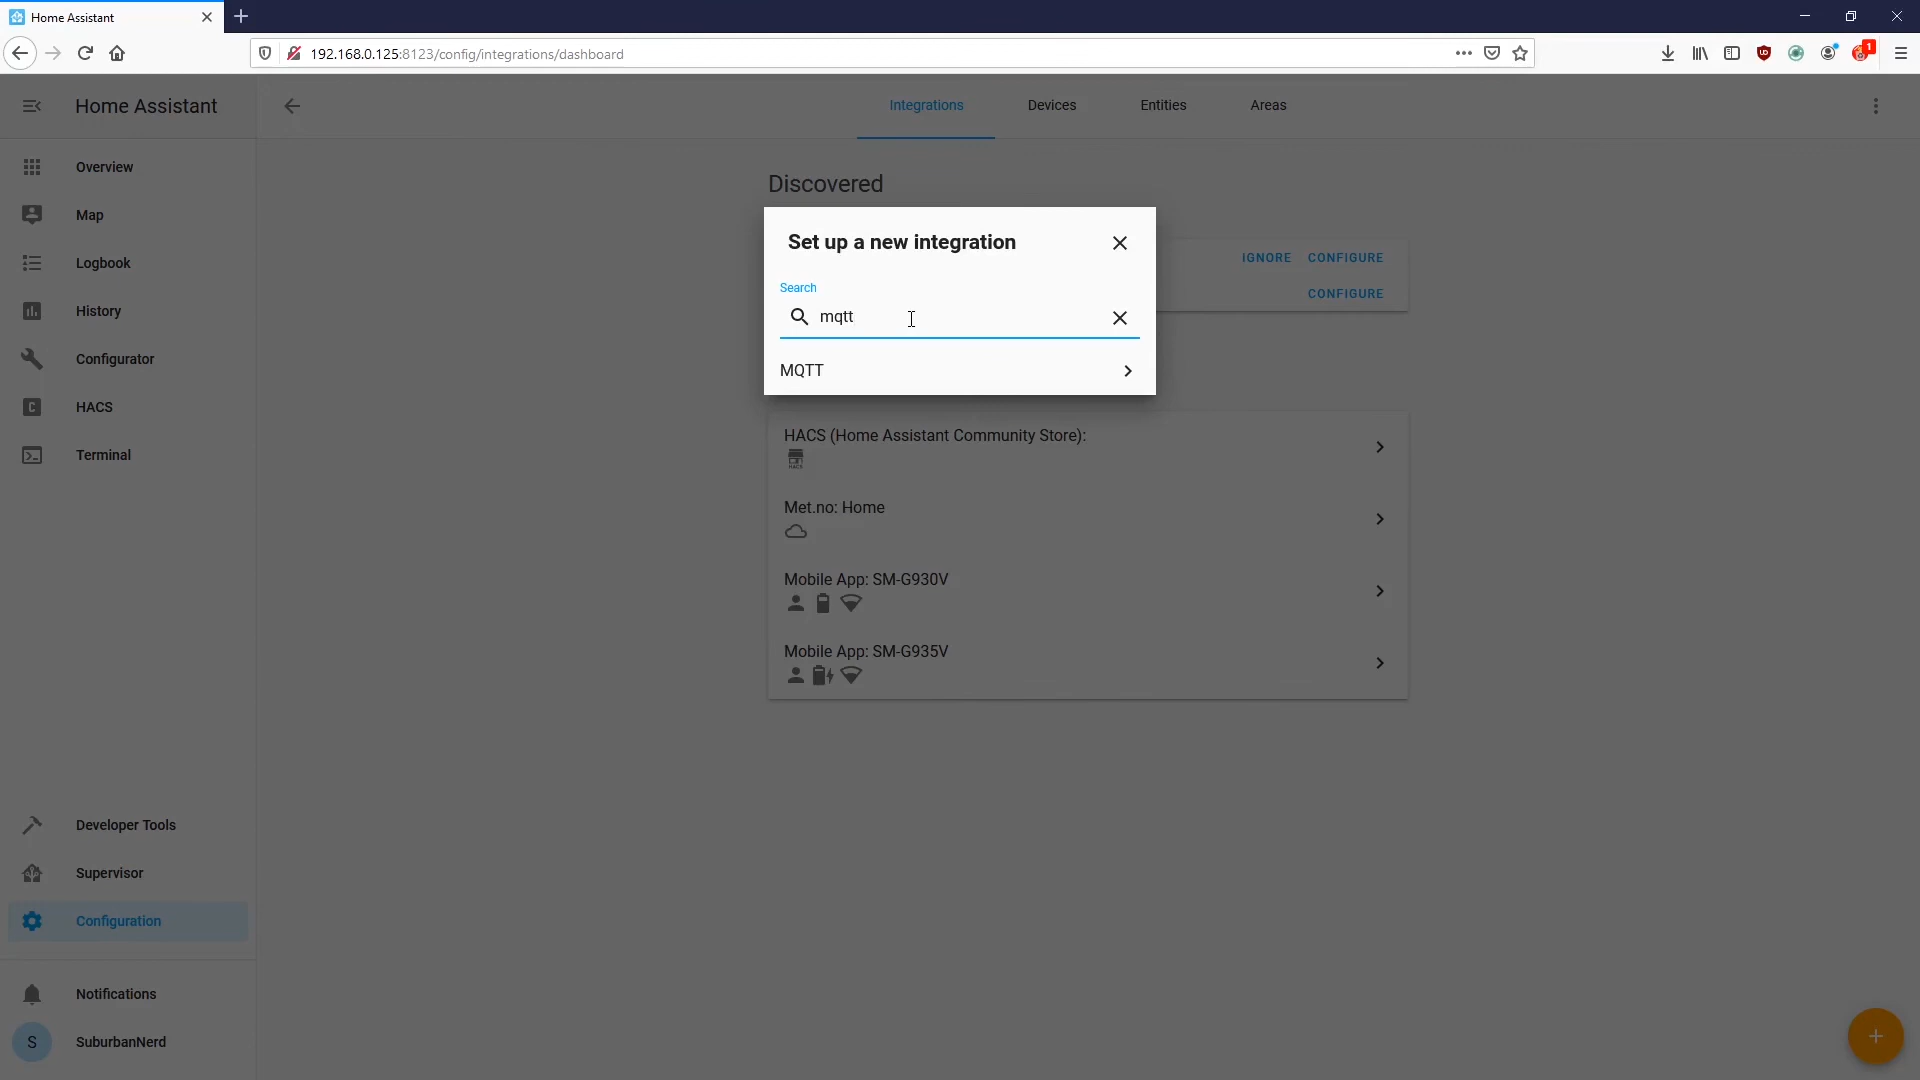 Home Assistant
192.168.0.125:8123/config/integrations/dashboard
1
Home Assistant
Integrations
Devices
Entities
Areas
Overview
Map
Logbook
History
Configurator
HACS
Terminal
Developer Tools
Supervisor
Configuration
Notifications
S
SuburbanNerd
Discovered
IGNORE
CONFIGURE
CONFIGURE
Set up a new integration
Search
mqtt
MQTT
HACS (Home Assistant Community Store):
HACS
Met.no: Home
Mobile App: SM-G930V
Mobile App: SM-G935V